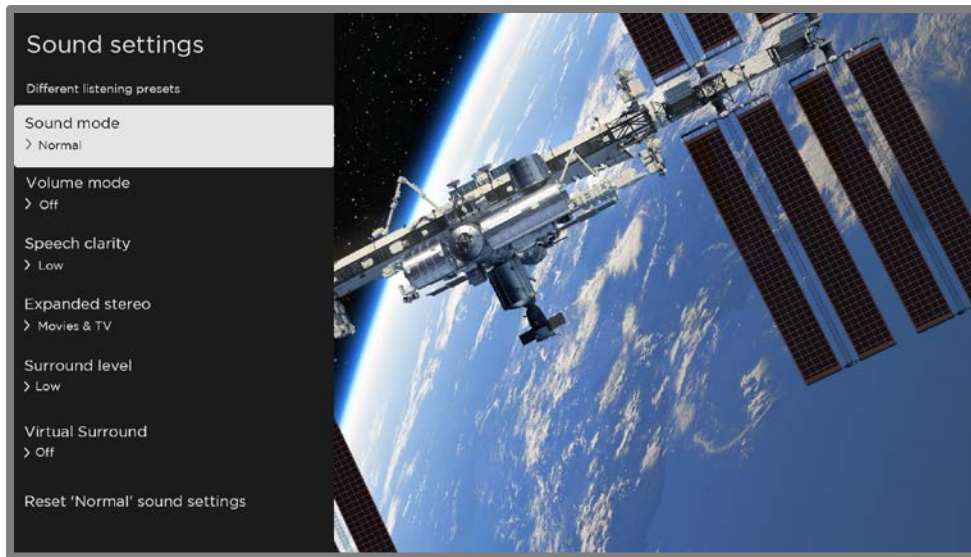 Sound settings
Different listening presets
Sound mode
> Normal
Volume mode
> Off
Speech clarity
> Low
Expanded stereo
> Movies & TV
Surround level
> Low
Virtual Surround
> Off
Reset 'Normal' sound settings